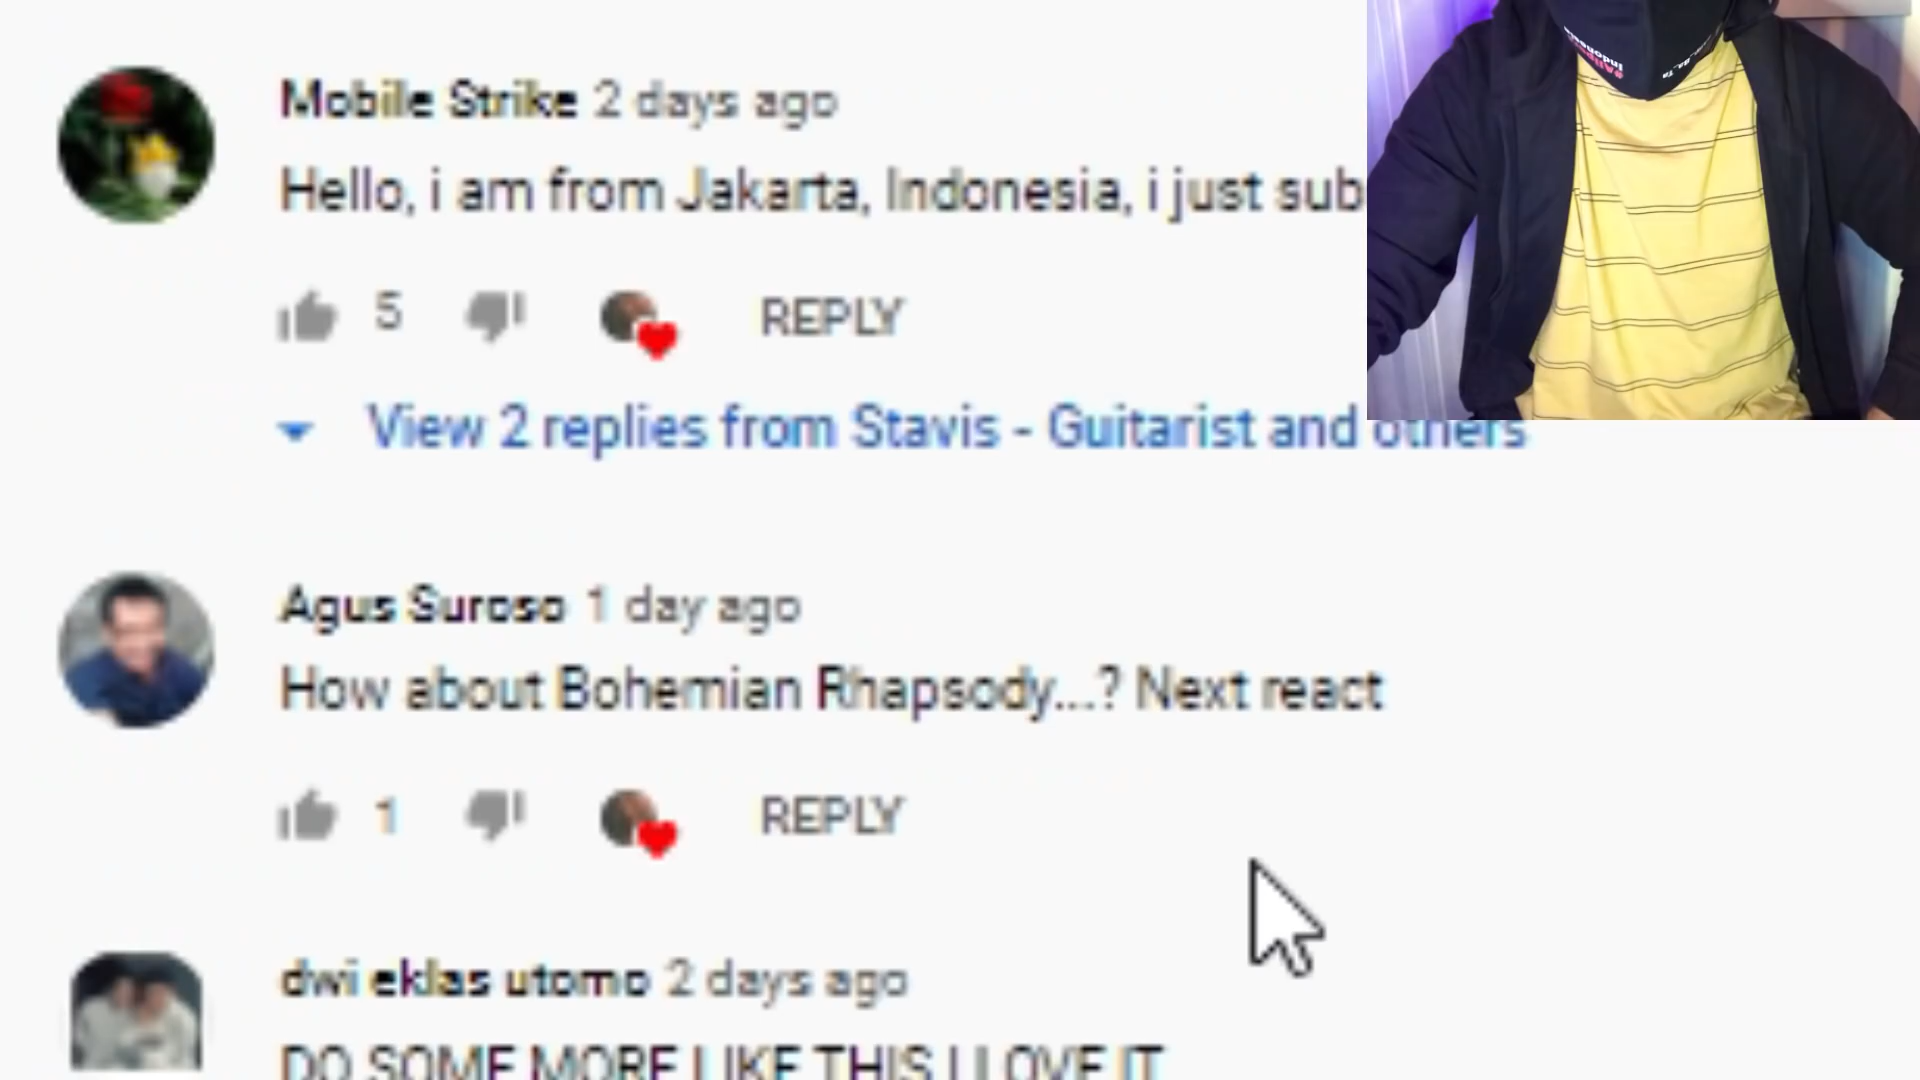 Mobile Strike 2 days ago
Hello, i am from Jakarta, Indonesia, i just sub
5 REPLY
View 2 replies from Stavis - Guitarist and others
Agus Suroso 1 day ago
How about Bohemian Rhapsody...? Next react
1 REPLY
dwi eklas utomo 2 days ago
DO SOME MORE LIKE THIS I LOVE IT
Indonesia